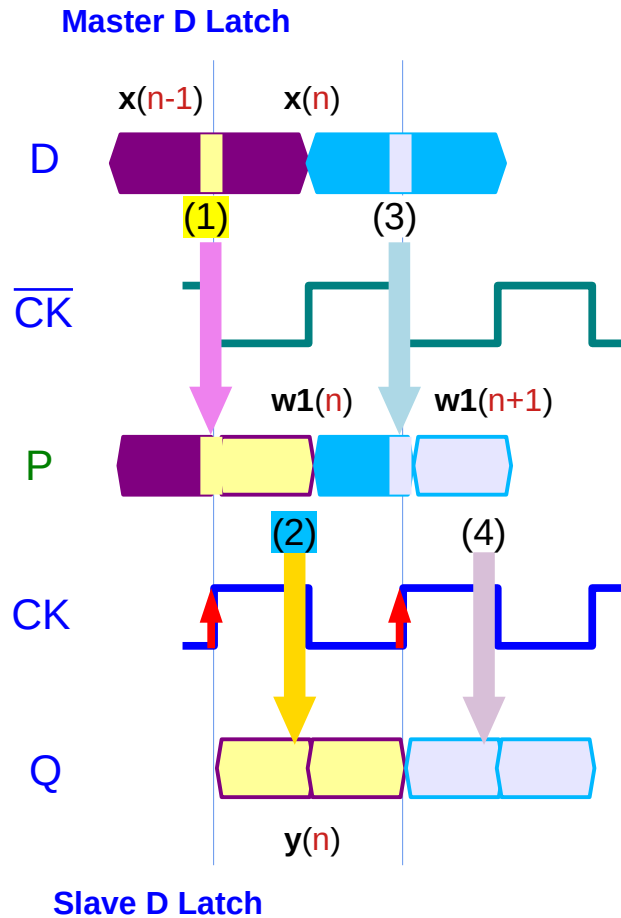 Master D Latch
x(n-1) x(n)
D
(1) (3)
CK
w1(n) w1(n+1)
P
(2) (4)
CK
Q
y(n)
Slave D Latch